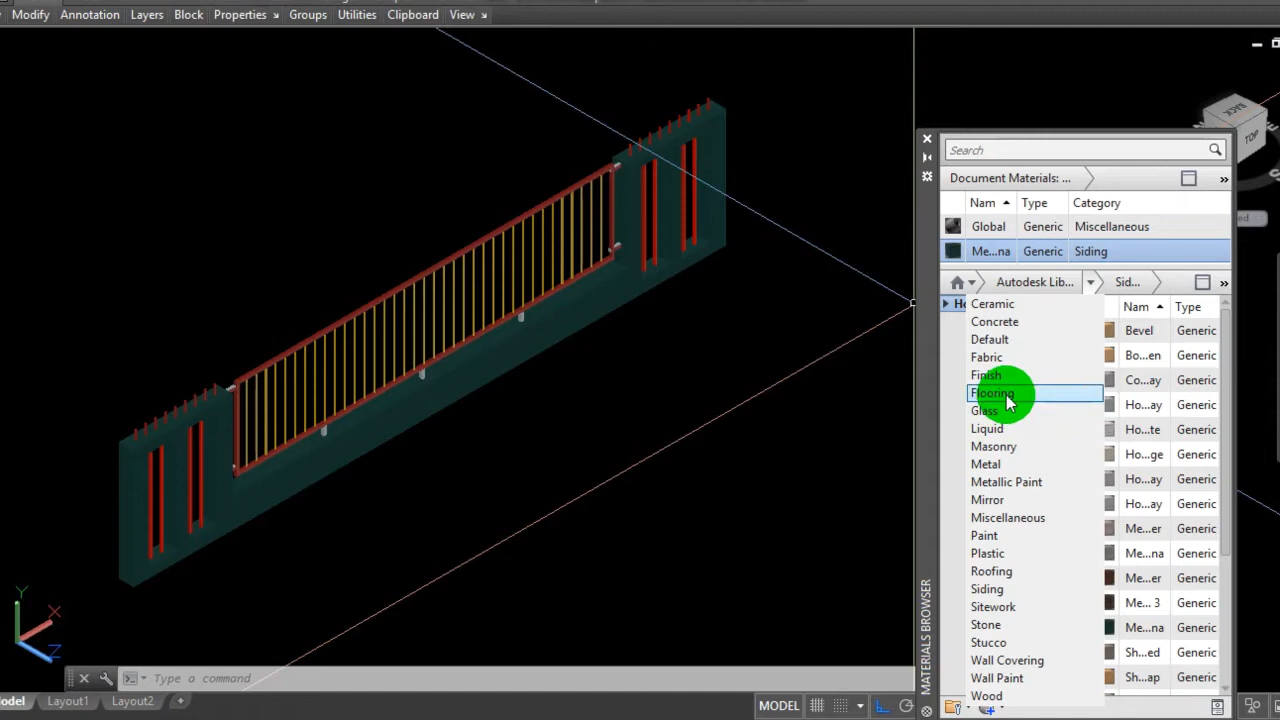 Modify Annotation Layers Block Properties Groups Utilities Clipboard View
BACK
TOP
Search
Document Materials: ... »
Nam Type Category
Global Generic Miscellaneous
Me...na Generic Siding
Autodesk Lib... Sid... »
Ho
Nam Type
Ceramic
Concrete
Default
Fabric
Finish
Flooring
Glass
Liquid
Masonry
Metal
Metallic Paint
Mirror
Miscellaneous
Paint
Plastic
Roofing
Siding
Sitework
Stone
Stucco
Wall Covering
Wall Paint
Wood
Bevel Generic
Bo...en Generic
Co...ay Generic
Ho...ay Generic
Ho...te Generic
Ho...ge Generic
Ho...ay Generic
Ho...ay Generic
Me...er Generic
Me...na Generic
Me...er Generic
Me... 3 Generic
Me...na Generic
Sh...ed Generic
Sh...ap Generic
MATERIALS BROWSER
Y
X
Z
Type a command
odel Layout1 Layout2 +
MODEL